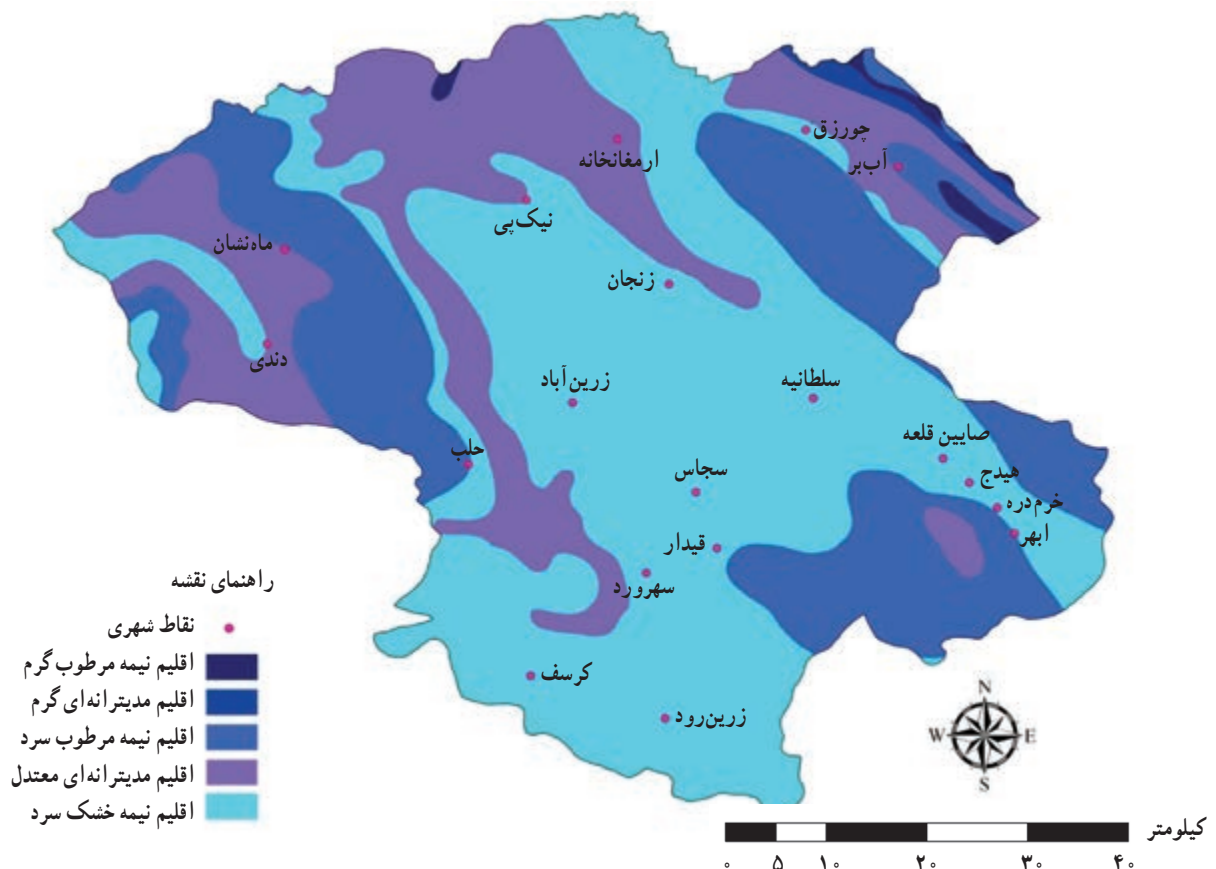 چورزق
آب‌بر
ارمغانخانه
نیک‌پی
ماه‌نشان
زنجان
دندی
زرین‌آباد
سلطانیه
صایین قلعه
حلب
هیدج
سجاس
خرم‌دره
ابهر
قیدار
سهرورد
کرسف
زرین‌رود
راهنمای نقشه
نقاط شهری
اقلیم نیمه مرطوب گرم
اقلیم مدیترانه‌ای گرم
اقلیم نیمه مرطوب سرد
اقلیم مدیترانه‌ای معتدل
اقلیم نیمه خشک سرد
N
W E
S
کیلومتر
۰ ۵ ۱۰ ۲۰ ۳۰ ۴۰